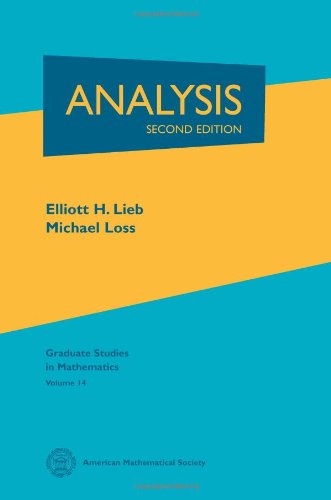 ANALYSIS
SECOND EDITION
Elliott H. Lieb
Michael Loss
Graduate Studies
in Mathematics
Volume 14
American Mathematical Society